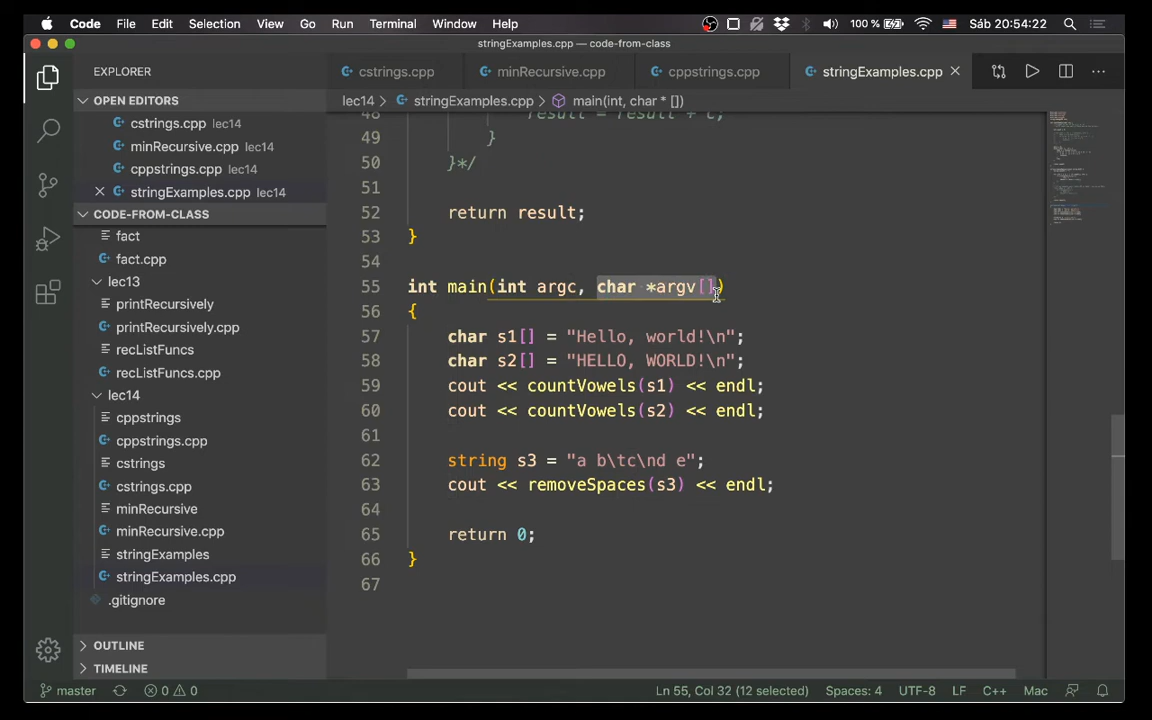 Code File Edit Selection View Go Run Terminal Window Help 100 % Sáb 20:54:22
stringExamples.cpp — code-from-class
EXPLORER
cstrings.cpp
minRecursive.cpp
cppstrings.cpp
stringExamples.cpp
OPEN EDITORS
cstrings.cpp lec14
minRecursive.cpp lec14
cppstrings.cpp lec14
stringExamples.cpp lec14
CODE-FROM-CLASS
fact
fact.cpp
lec13
printRecursively
printRecursively.cpp
recListFuncs
recListFuncs.cpp
lec14
cppstrings
cppstrings.cpp
cstrings
cstrings.cpp
minRecursive
minRecursive.cpp
stringExamples
stringExamples.cpp
.gitignore
OUTLINE
TIMELINE
lec14 > stringExamples.cpp > main(int, char * [])
48 result = result + c;
49 }
50 }*/
51
52 return result;
53 }
54
55 int main(int argc, char *argv[])
56 {
57 char s1[] = "Hello, world!\n";
58 char s2[] = "HELLO, WORLD!\n";
59 cout << countVowels(s1) << endl;
60 cout << countVowels(s2) << endl;
61
62 string s3 = "a b\tc\nd e";
63 cout << removeSpaces(s3) << endl;
64
65 return 0;
66 }
67
master 0 0 Ln 55, Col 32 (12 selected) Spaces: 4 UTF-8 LF C++ Mac